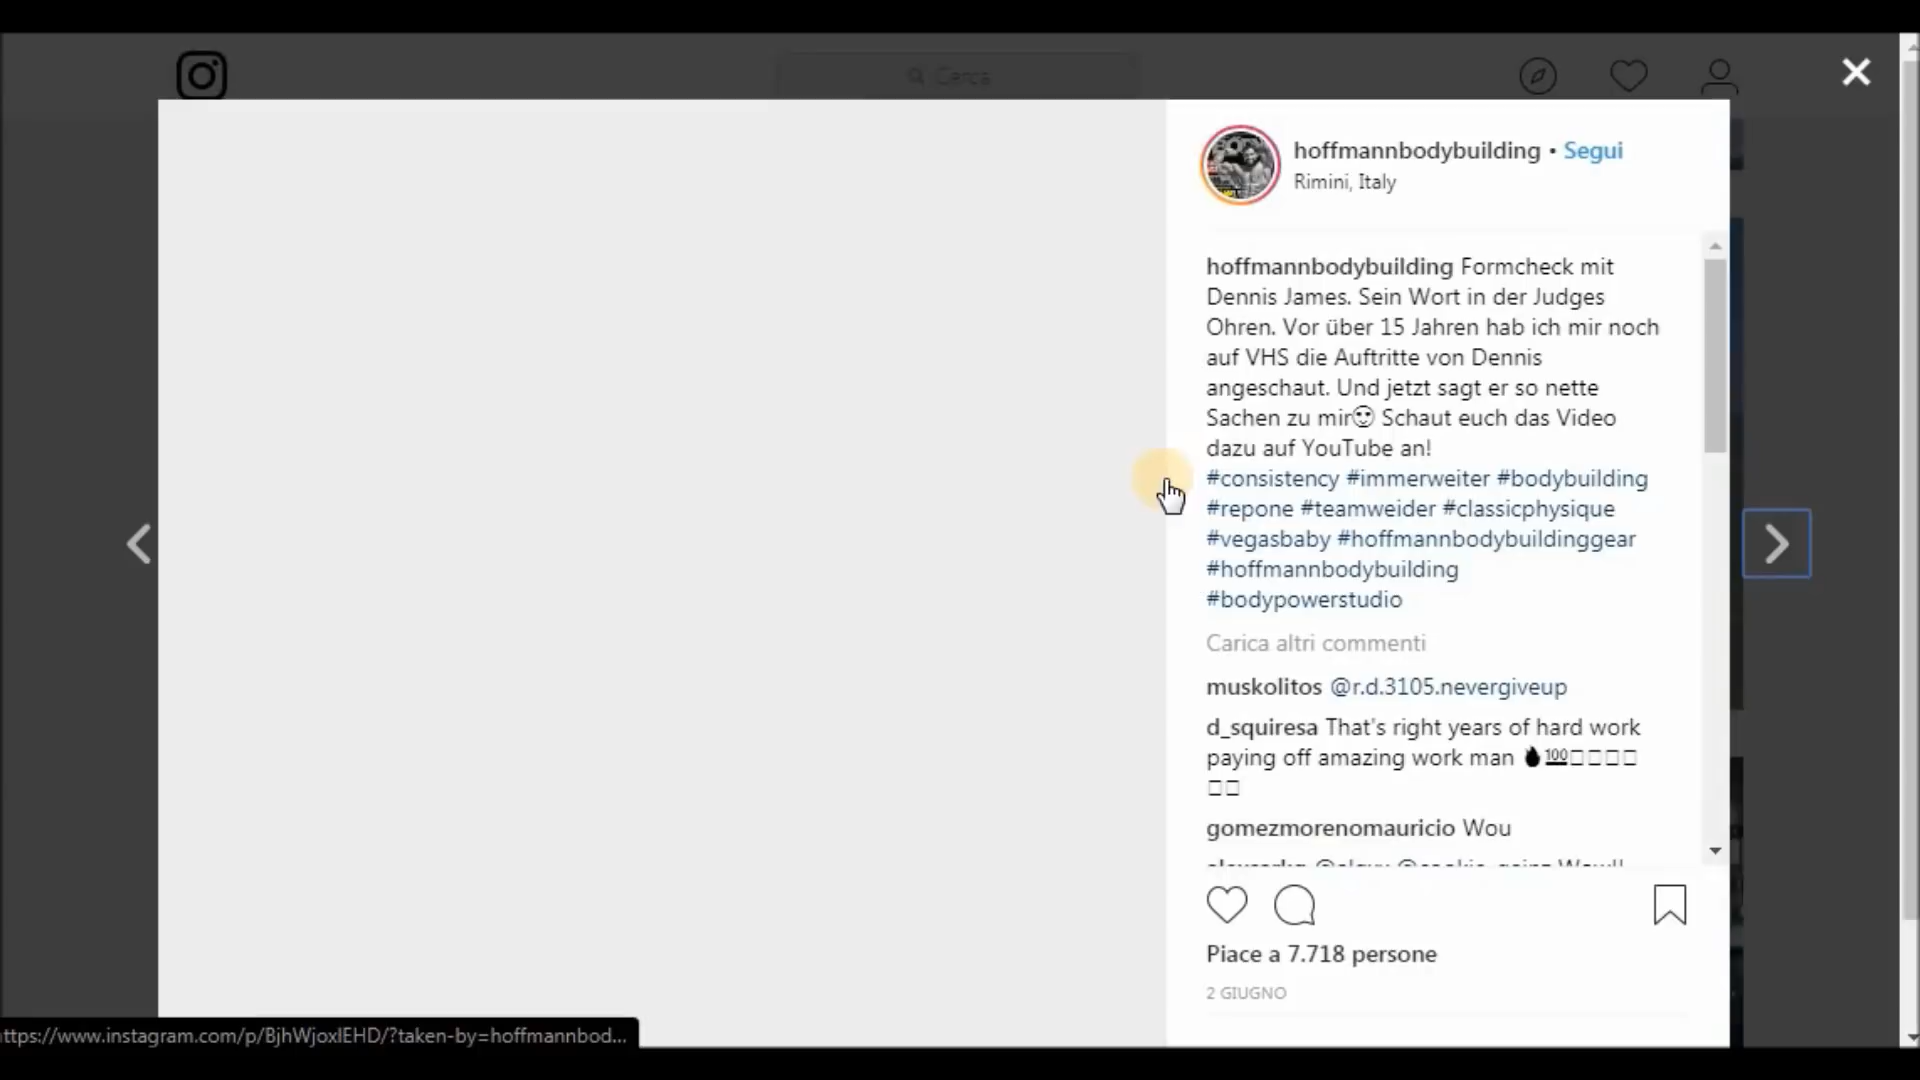 Cerca
hoffmannbodybuilding • Segui
Rimini, Italy
hoffmannbodybuilding Formcheck mit
Dennis James. Sein Wort in der Judges
Ohren. Vor über 15 Jahren hab ich mir noch
auf VHS die Auftritte von Dennis
angeschaut. Und jetzt sagt er so nette
Sachen zu mir Schaut euch das Video
dazu auf YouTube an!
#consistency #immerweiter #bodybuilding
#repone #teamweider #classicphysique
#vegasbaby #hoffmannbodybuildinggear
#hoffmannbodybuilding
#bodypowerstudio
Carica altri commenti
muskolitos @r.d.3105.nevergiveup
d_squiresa That's right years of hard work
paying off amazing work man 🔥💯
gomezmorenomauricio Wou
Piace a 7.718 persone
2 GIUGNO
ttps://www.instagram.com/p/BjhWjoxlEHD/?taken-by=hoffmannbod...